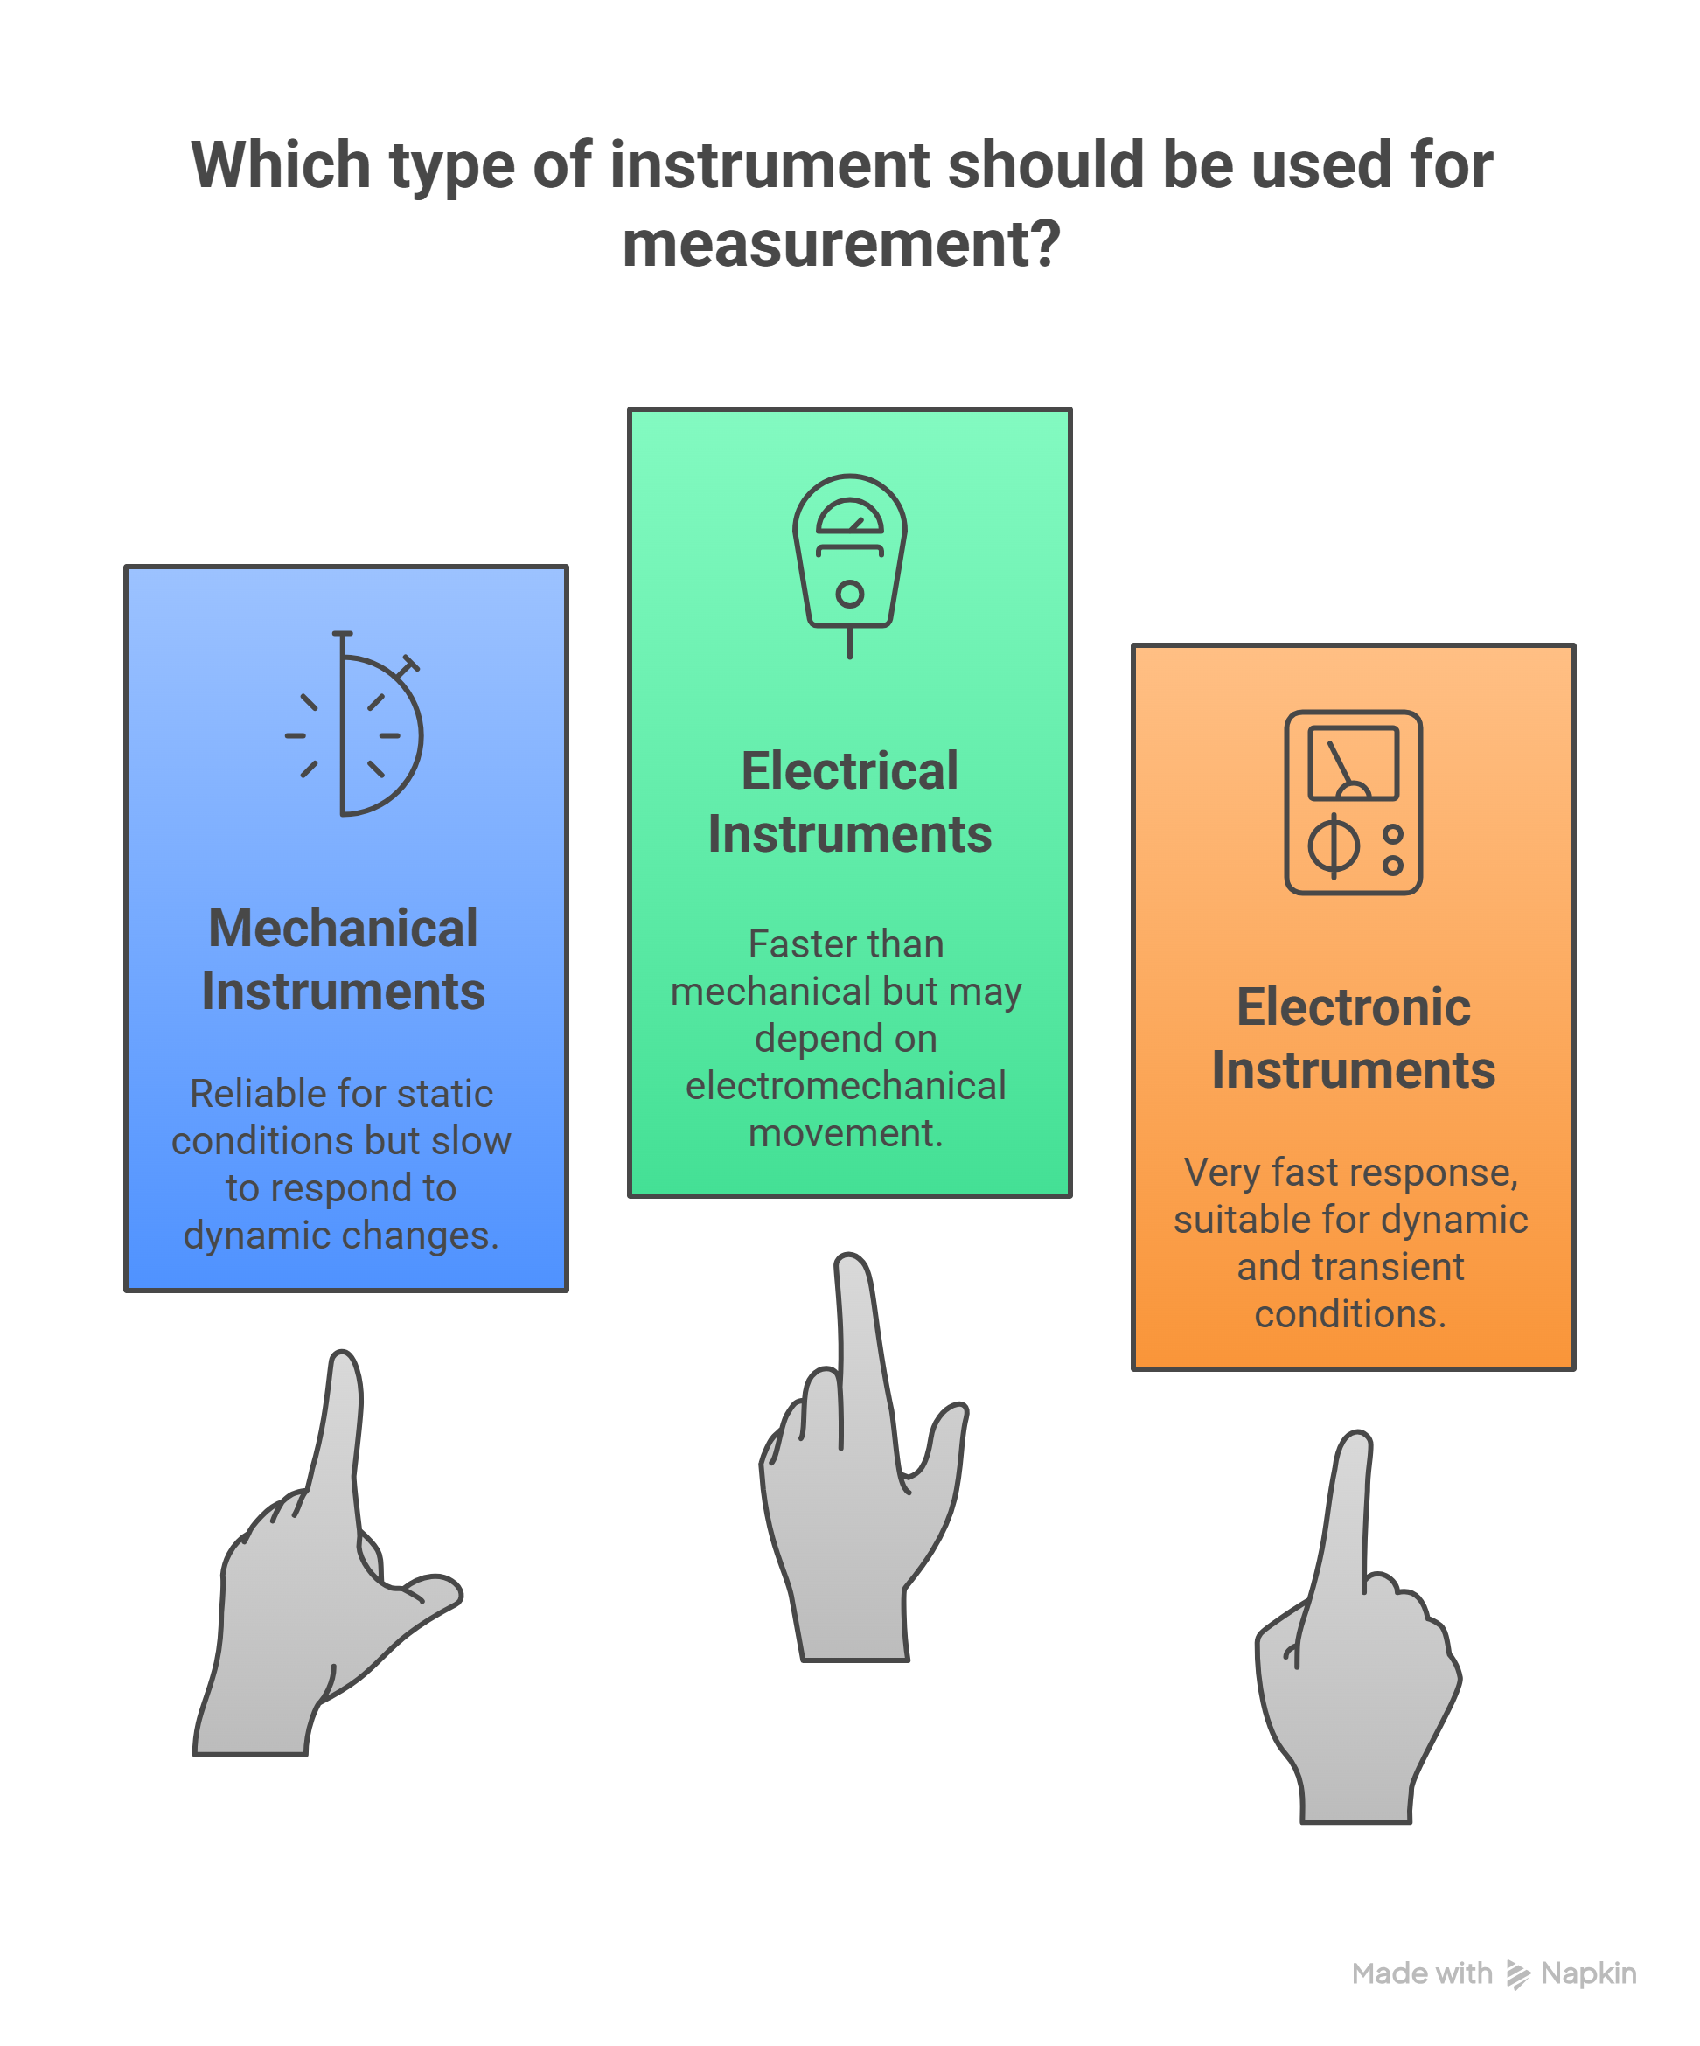 Which type of instrument should be used for
measurement?
Mechanical
Instruments
Reliable for static
conditions but slow
to respond to
dynamic changes.
Electrical
Instruments
Faster than
mechanical but may
depend on
electromechanical
movement.
Electronic
Instruments
Very fast response,
suitable for dynamic
and transient
conditions.
Made with Napkin